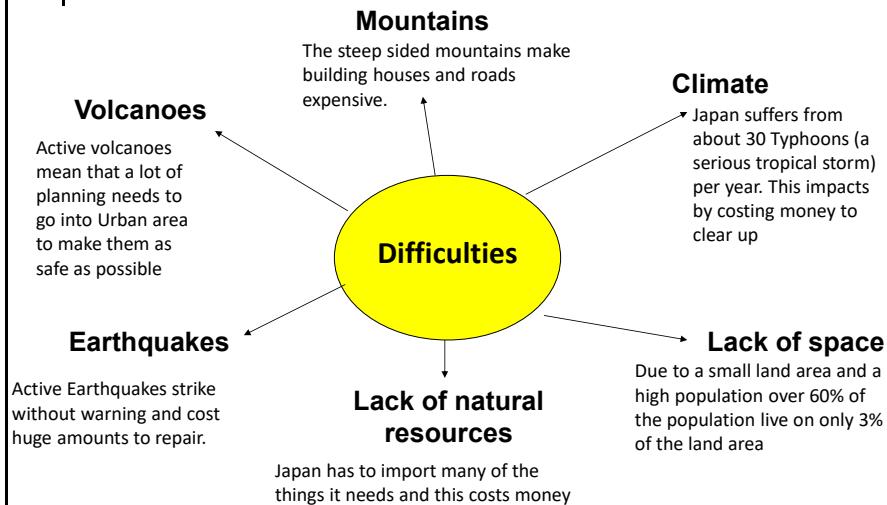 Mountains
The steep sided mountains make
building houses and roads
expensive.
Climate
Japan suffers from
about 30 Typhoons (a
serious tropical storm)
per year. This impacts
by costing money to
clear up
Volcanoes
Active volcanoes
mean that a lot of
planning needs to
go into Urban area
to make them as
safe as possible
Difficulties
Earthquakes
Active Earthquakes strike
without warning and cost
huge amounts to repair.
Lack of natural
resources
Japan has to import many of the
things it needs and this costs money
Lack of space
Due to a small land area and a
high population over 60% of
the population live on only 3%
of the land area